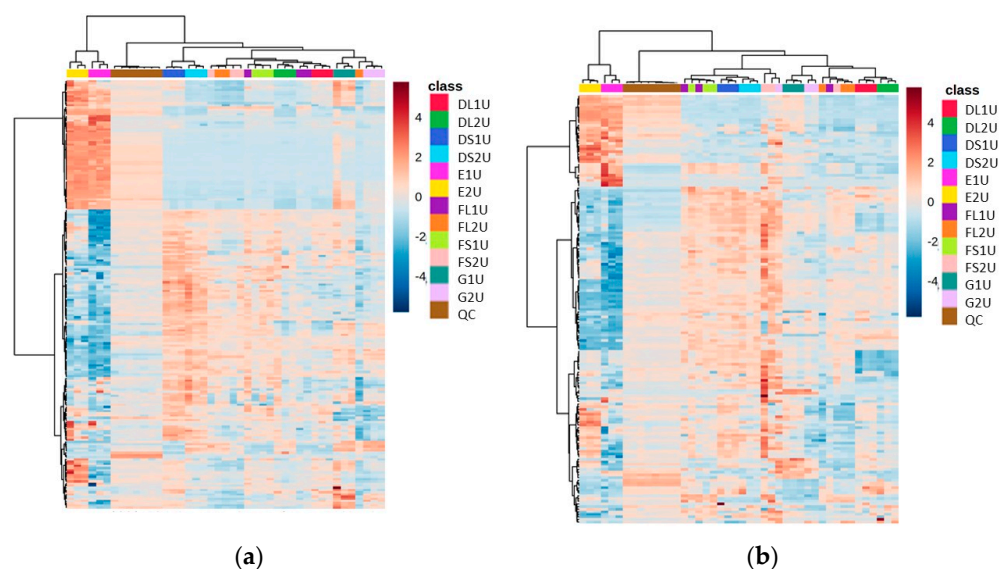 class
DL1U
DL2U
DS1U
DS2U
E1U
E2U
FL1U
FL2U
FS1U
FS2U
G1U
G2U
QC
4
2
0
-2
-4
(a)
class
DL1U
DL2U
DS1U
DS2U
E1U
E2U
FL1U
FL2U
FS1U
FS2U
G1U
G2U
QC
4
2
0
-2
-4
(b)